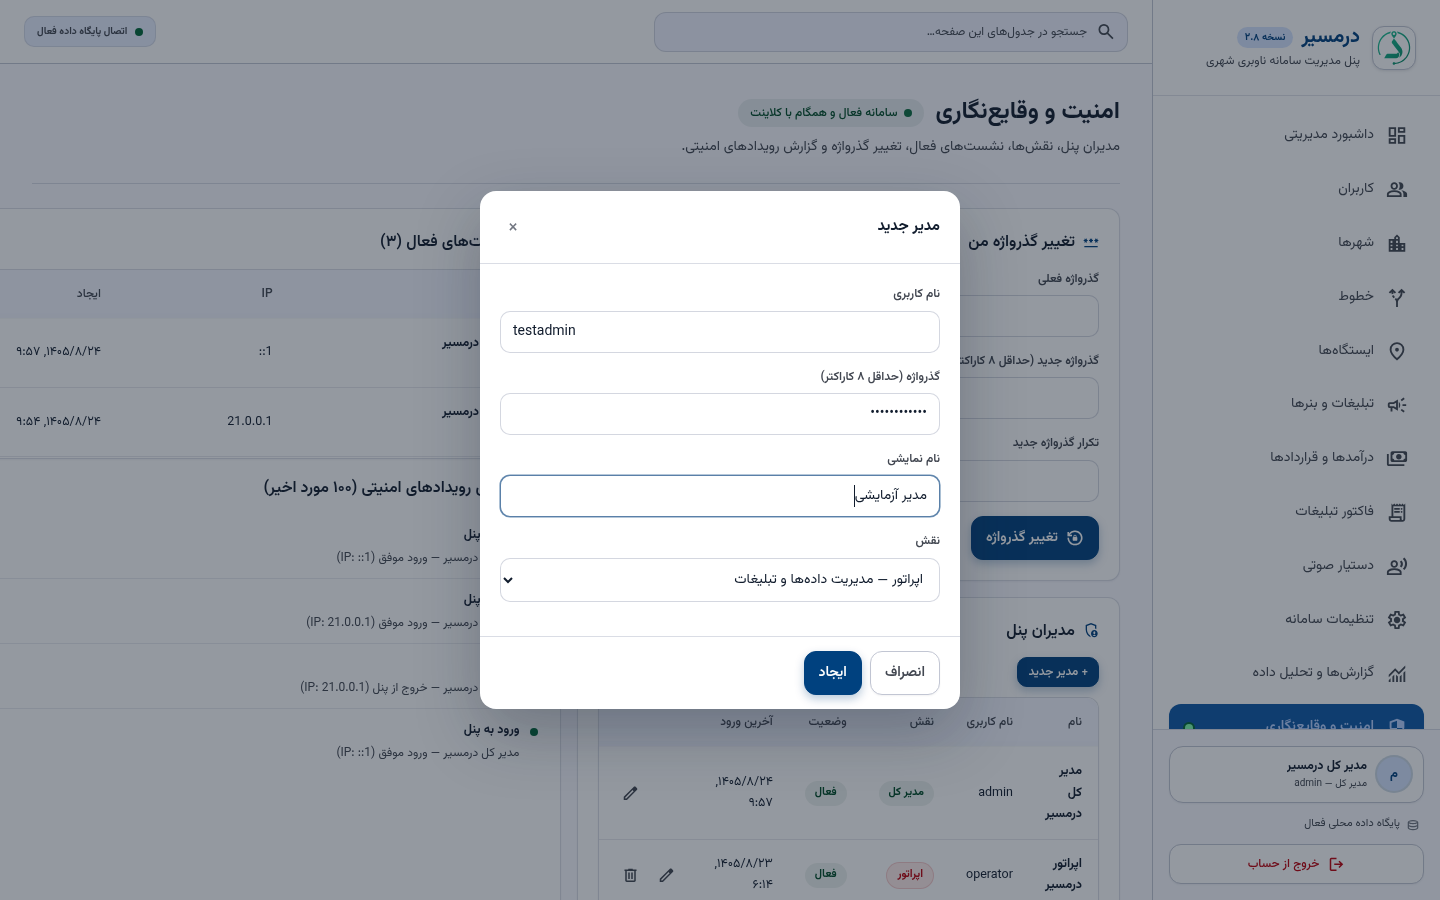 درمسیر
نسخه ۲.۸
پنل مدیریت سامانه ناوبری شهری
جستجو در جدول‌های این صفحه...
اتصال پایگاه داده فعال
داشبورد مدیریتی
کاربران
شهرها
خطوط
ایستگاه‌ها
تبلیغات و بنرها
درآمدها و قراردادها
فاکتور تبلیغات
دستیار صوتی
تنظیمات سامانه
گزارش‌ها و تحلیل داده
امنیت و وقایع‌نگاری
م
مدیر کل درمسیر
مدیر کل — admin
پایگاه داده محلی فعال
خروج از حساب
امنیت و وقایع‌نگاری
سامانه فعال و همگام با کلاینت
مدیران پنل، نقش‌ها، نشست‌های فعال، تغییر گذرواژه و گزارش رویدادهای امنیتی.
تغییر گذرواژه من
گذرواژه فعلی
گذرواژه جدید (حداقل ۸ کاراکتر
تکرار گذرواژه جدید
تغییر گذرواژه
مدیران پنل
+ مدیر جدید
نام
نام کاربری
نقش
وضعیت
آخرین ورود
مدیر
کل
درمسیر
admin
مدیر کل
فعال
۱۴۰۵/۸/۲۴,
۹:۵۷
اپراتور
درمسیر
operator
اپراتور
فعال
۱۴۰۵/۸/۲۳,
۶:۱۴
مدیر جدید
×
نام کاربری
testadmin
گذرواژه (حداقل ۸ کاراکتر)
••••••••••••
نام نمایشی
مدیر آزمایشی
نقش
اپراتور — مدیریت داده‌ها و تبلیغات
انصراف
ایجاد
فعال (۳)
IP
ایجاد
درمسیر
::1
۱۴۰۵/۸/۲۴, ۹:۵۷
درمسیر
21.0.0.1
۱۴۰۵/۸/۲۴, ۹:۵۴
رویدادهای امنیتی (۱۰۰ مورد اخیر)
درمسیر — ورود موفق (IP: ::1)
درمسیر — ورود موفق (IP: 21.0.0.1)
درمسیر — خروج از پنل (IP: 21.0.0.1)
ورود به پنل
مدیر کل درمسیر — ورود موفق (IP: ::1)